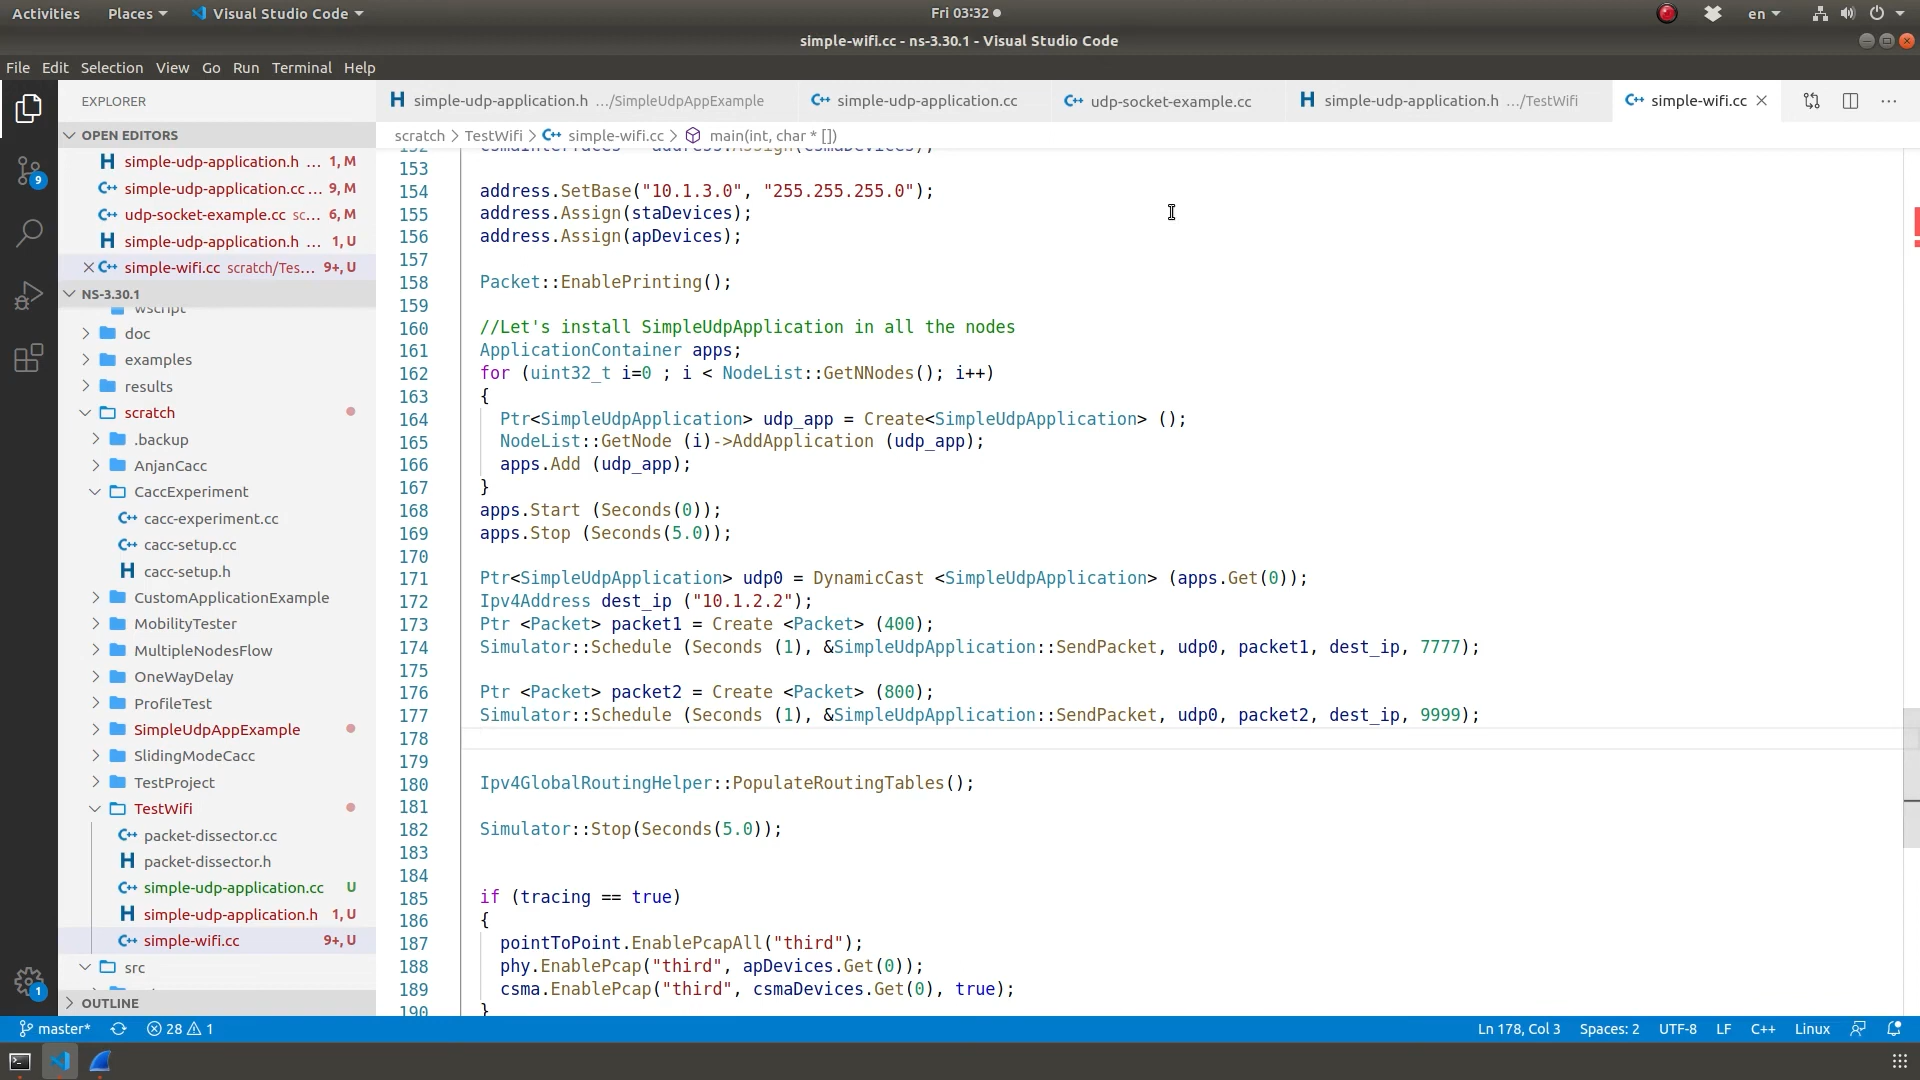 Activities Places Visual Studio Code Fri 03:32 en
simple-wifi.cc - ns-3.30.1 - Visual Studio Code
File Edit Selection View Go Run Terminal Help
EXPLORER
OPEN EDITORS
simple-udp-application.h ... 1, M
simple-udp-application.cc ... 9, M
udp-socket-example.cc sc... 6, M
simple-udp-application.h ... 1, U
simple-wifi.cc scratch/Tes... 9+, U
NS-3.30.1
wscript
doc
examples
results
scratch
.backup
AnjanCacc
CaccExperiment
cacc-experiment.cc
cacc-setup.cc
cacc-setup.h
CustomApplicationExample
MobilityTester
MultipleNodesFlow
OneWayDelay
ProfileTest
SimpleUdpAppExample
SlidingModeCacc
TestProject
TestWifi
packet-dissector.cc
packet-dissector.h
simple-udp-application.cc U
simple-udp-application.h 1, U
simple-wifi.cc 9+, U
src
OUTLINE
9
1
simple-udp-application.h .../SimpleUdpAppExample simple-udp-application.cc udp-socket-example.cc simple-udp-application.h .../TestWifi simple-wifi.cc
scratch > TestWifi > simple-wifi.cc > main(int, char * [])
152 csmaInterfaces = address.Assign(csmaDevices);
153
154 address.SetBase("10.1.3.0", "255.255.255.0");
155 address.Assign(staDevices);
156 address.Assign(apDevices);
157
158 Packet::EnablePrinting();
159
160 //Let's install SimpleUdpApplication in all the nodes
161 ApplicationContainer apps;
162 for (uint32_t i=0 ; i < NodeList::GetNNodes(); i++)
163 {
164 Ptr<SimpleUdpApplication> udp_app = Create<SimpleUdpApplication> ();
165 NodeList::GetNode (i)->AddApplication (udp_app);
166 apps.Add (udp_app);
167 }
168 apps.Start (Seconds(0));
169 apps.Stop (Seconds(5.0));
170
171 Ptr<SimpleUdpApplication> udp0 = DynamicCast <SimpleUdpApplication> (apps.Get(0));
172 Ipv4Address dest_ip ("10.1.2.2");
173 Ptr <Packet> packet1 = Create <Packet> (400);
174 Simulator::Schedule (Seconds (1), &SimpleUdpApplication::SendPacket, udp0, packet1, dest_ip, 7777);
175
176 Ptr <Packet> packet2 = Create <Packet> (800);
177 Simulator::Schedule (Seconds (1), &SimpleUdpApplication::SendPacket, udp0, packet2, dest_ip, 9999);
178
179
180 Ipv4GlobalRoutingHelper::PopulateRoutingTables();
181
182 Simulator::Stop(Seconds(5.0));
183
184
185 if (tracing == true)
186 {
187 pointToPoint.EnablePcapAll("third");
188 phy.EnablePcap("third", apDevices.Get(0));
189 csma.EnablePcap("third", csmaDevices.Get(0), true);
190 }
master* 28 1 Ln 178, Col 3 Spaces: 2 UTF-8 LF C++ Linux